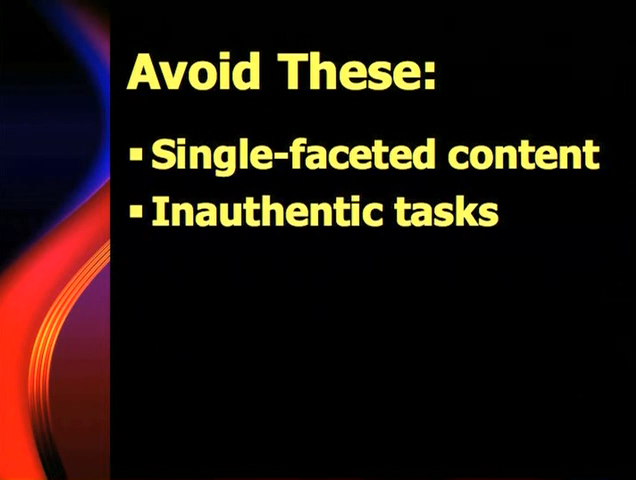 Avoid These:
▪ Single-faceted content
▪ Inauthentic tasks